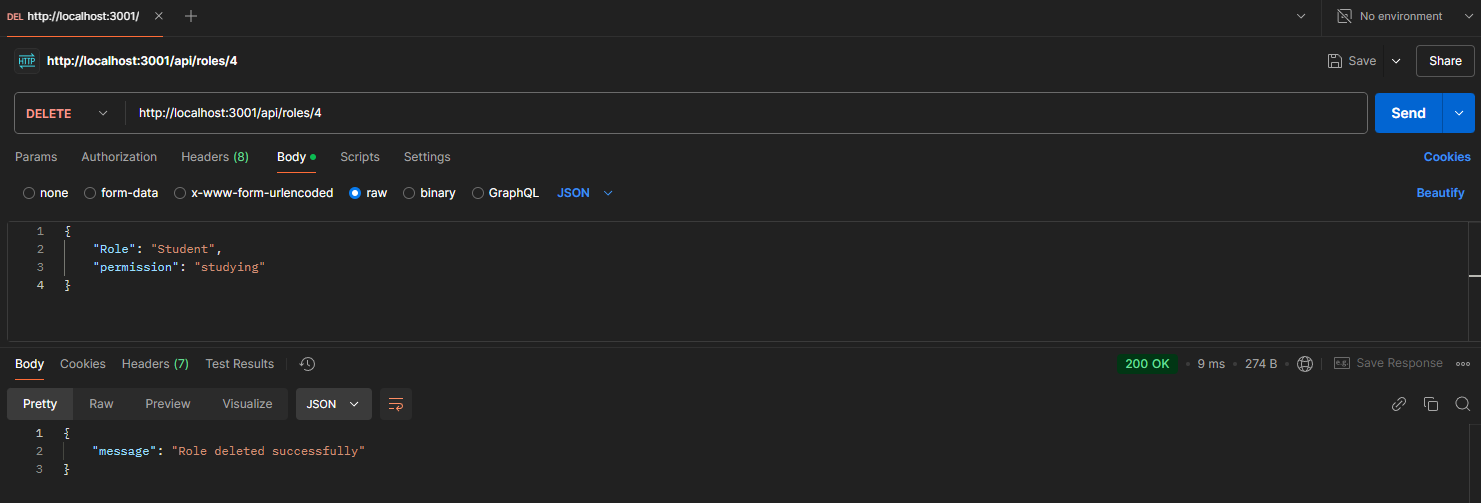 DEL http://localhost:3001/
No environment
HTTP http://localhost:3001/api/roles/4
Save
Share
DELETE
http://localhost:3001/api/roles/4
Send
Params Authorization Headers (8) Body Scripts Settings
Cookies
none form-data x-www-form-urlencoded raw binary GraphQL JSON
Beautify
1 {
2 "Role": "Student",
3 "permission": "studying"
4 }
Body Cookies Headers (7) Test Results
200 OK • 9 ms • 274 B
e.g. Save Response
Pretty Raw Preview Visualize JSON
1 {
2 "message": "Role deleted successfully"
3 }